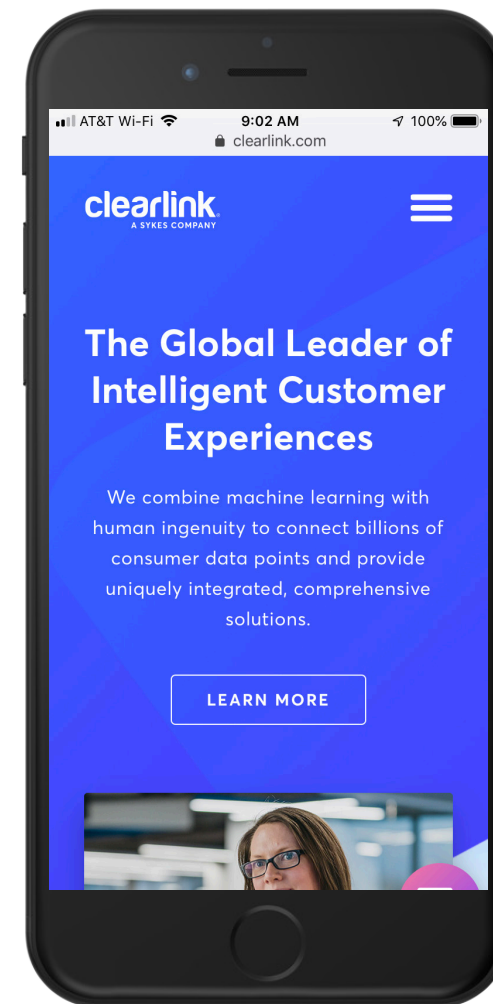 AT&T Wi-Fi 9:02 AM 100%
clearlink.com
clearlink.
A SYKES COMPANY
The Global Leader of
Intelligent Customer
Experiences
We combine machine learning with
human ingenuity to connect billions of
consumer data points and provide
uniquely integrated, comprehensive
solutions.
LEARN MORE